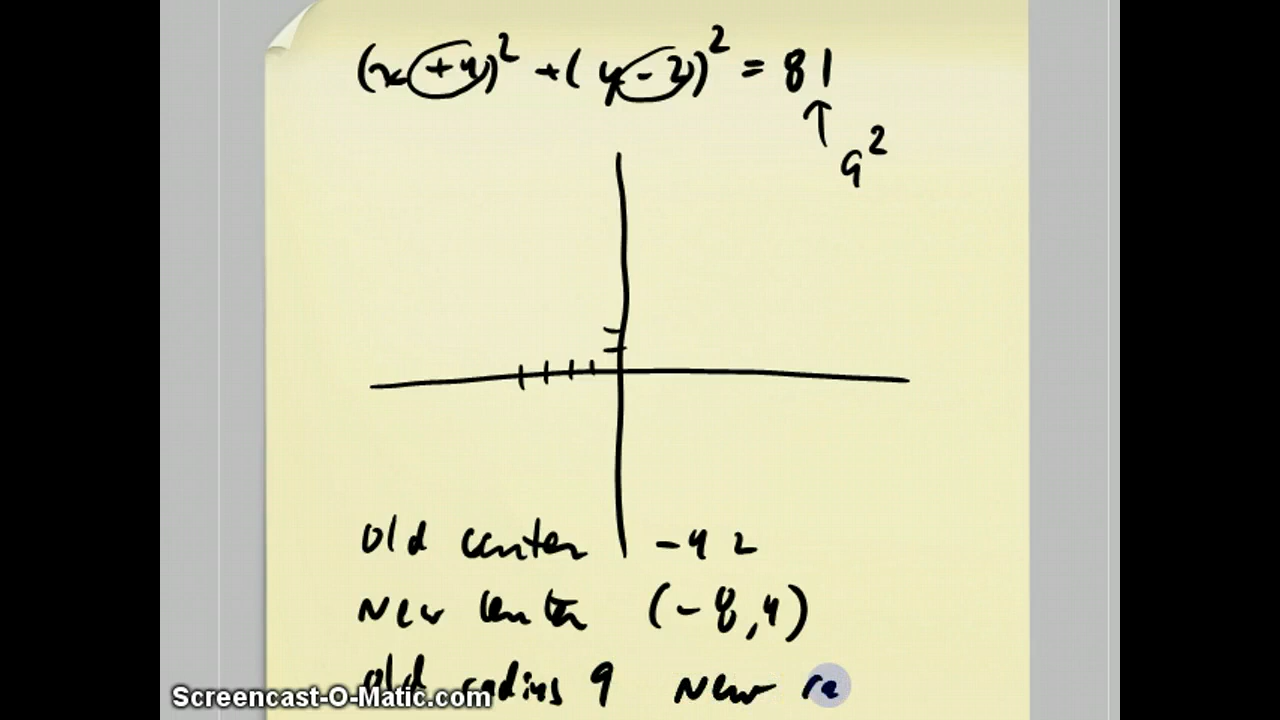 (x+4)² + (y-2)² = 81
9²
old center -4 2
New center (-8,4)
old radius 9 New ra
Screencast-O-Matic.com